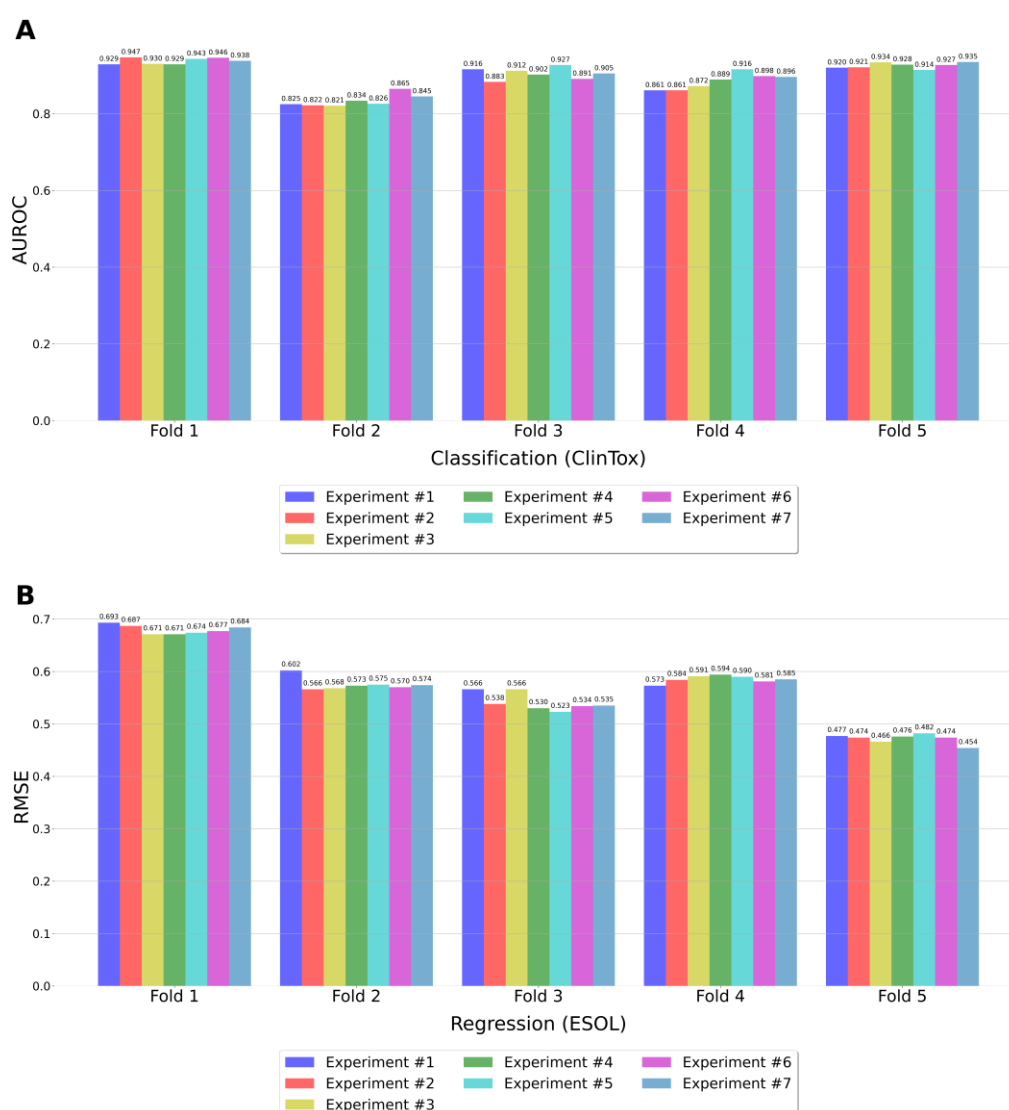 A
AUROC
0.8
0.6
0.4
0.2
0.0
0.929 0.947 0.930 0.929 0.943 0.946 0.938
0.825 0.822 0.821 0.834 0.826 0.865 0.845
0.916 0.883 0.912 0.902 0.927 0.891 0.905
0.861 0.861 0.872 0.889 0.916 0.898 0.896
0.920 0.921 0.934 0.928 0.914 0.927 0.935
Fold 1 Fold 2 Fold 3 Fold 4 Fold 5
Classification (ClinTox)
Experiment #1 Experiment #4 Experiment #6
Experiment #2 Experiment #5 Experiment #7
Experiment #3
B
RMSE
0.7
0.6
0.5
0.4
0.3
0.2
0.1
0.0
0.693 0.687 0.671 0.671 0.674 0.677 0.684
0.602 0.566 0.568 0.573 0.575 0.570 0.574
0.566 0.538 0.566 0.530 0.523 0.534 0.535
0.573 0.584 0.591 0.594 0.590 0.581 0.585
0.477 0.474 0.466 0.476 0.482 0.474 0.454
Fold 1 Fold 2 Fold 3 Fold 4 Fold 5
Regression (ESOL)
Experiment #1 Experiment #4 Experiment #6
Experiment #2 Experiment #5 Experiment #7
Experiment #3